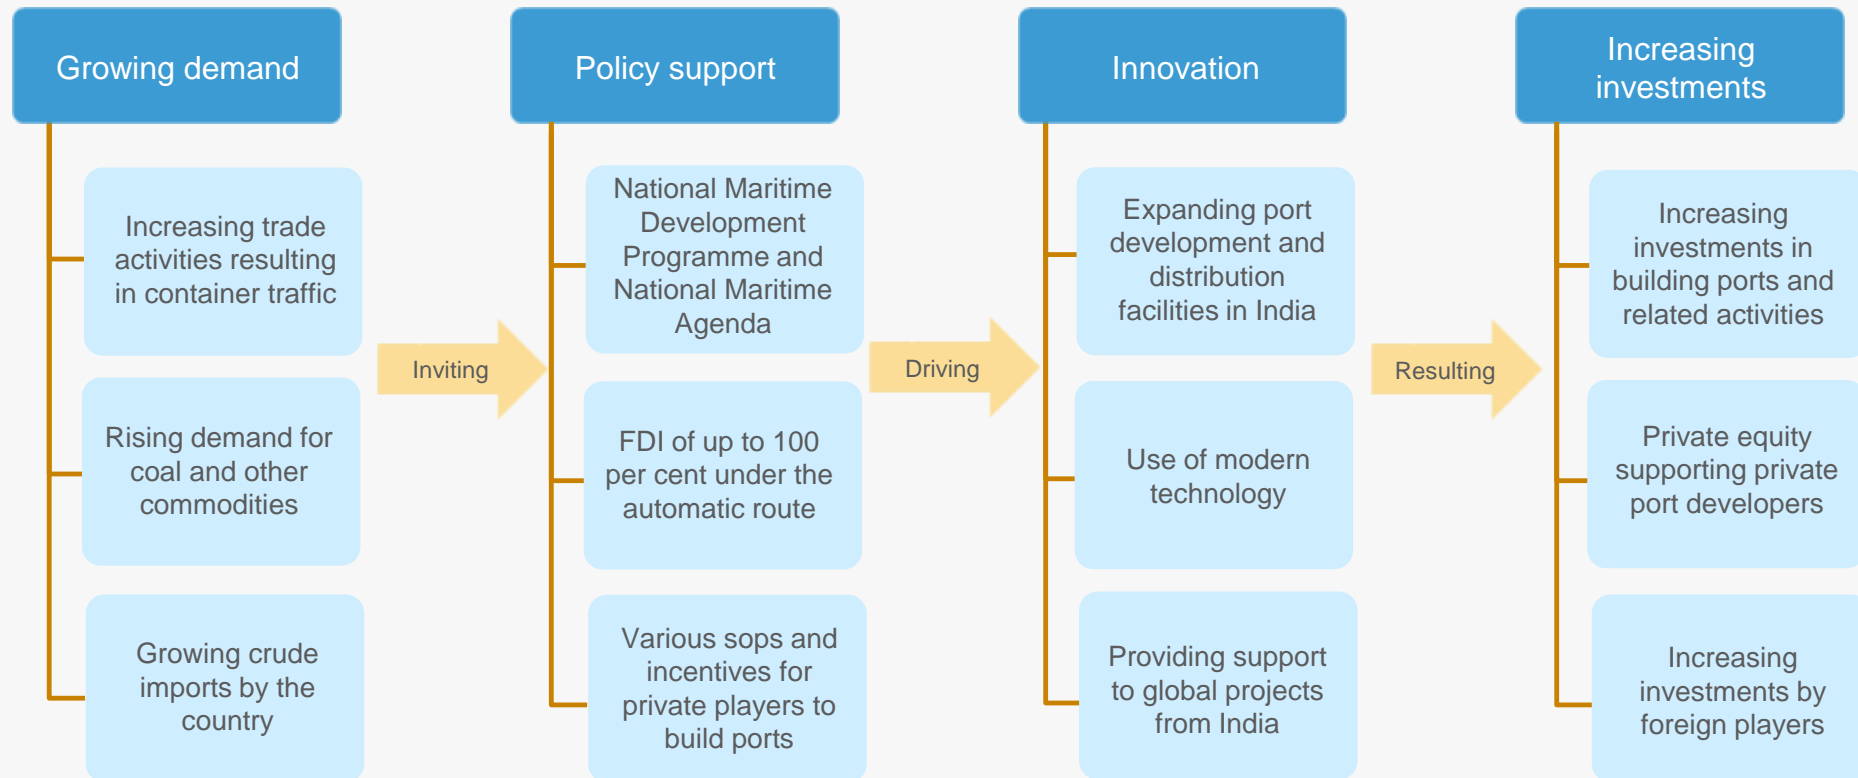 Growing demand
Increasing trade
activities resulting
in container traffic
Rising demand for
coal and other
commodities
Growing crude
imports by the
country
Inviting
Policy support
National Maritime
Development
Programme and
National Maritime
Agenda
FDI of up to 100
per cent under the
automatic route
Various sops and
incentives for
private players to
build ports
Driving
Innovation
Expanding port
development and
distribution
facilities in India
Use of modern
technology
Providing support
to global projects
from India
Resulting
Increasing
investments
Increasing
investments in
building ports and
related activities
Private equity
supporting private
port developers
Increasing
investments by
foreign players